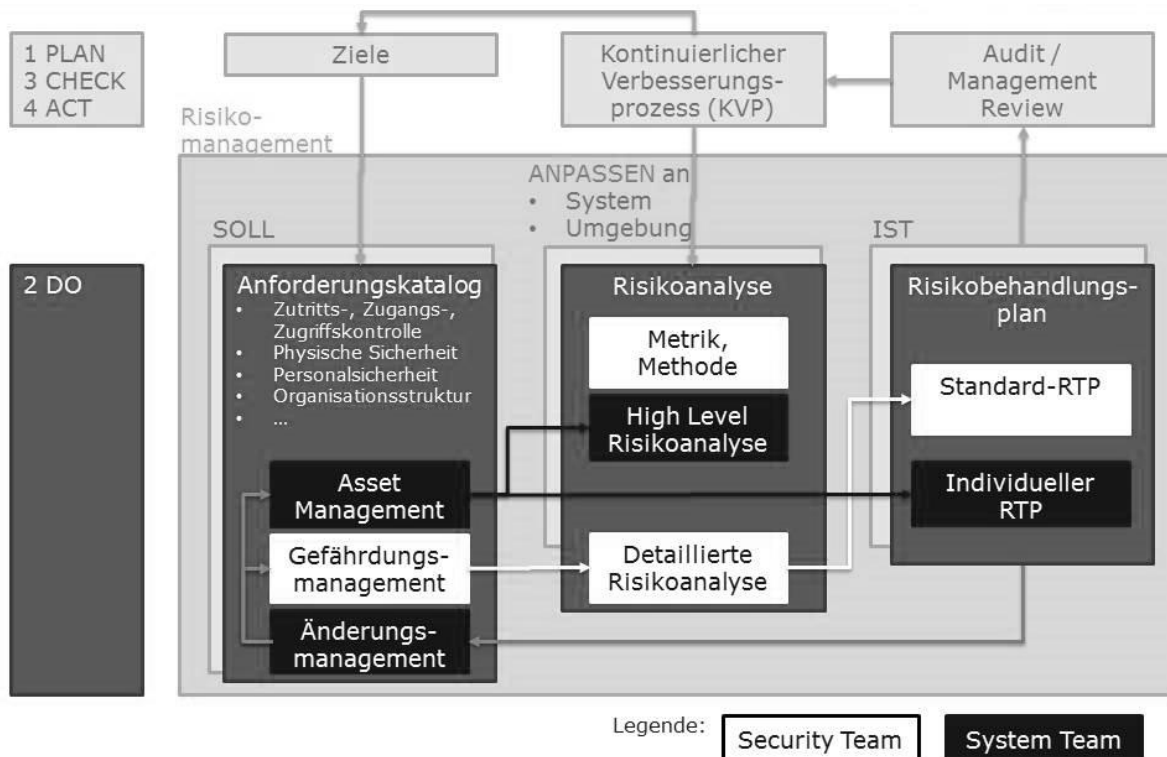 1 PLAN
3 CHECK
4 ACT
Ziele
Kontinuierlicher
Verbesserungs-
prozess (KVP)
Audit /
Management
Review
Risiko-
management
ANPASSEN an
• System
• Umgebung
SOLL
IST
2 DO
Anforderungskatalog
• Zutritts-, Zugangs-,
Zugriffskontrolle
• Physische Sicherheit
• Personalsicherheit
• Organisationsstruktur
• ...
Asset
Management
Gefährdungs-
management
Änderungs-
management
Risikoanalyse
Metrik,
Methode
High Level
Risikoanalyse
Detaillierte
Risikoanalyse
Risikobehandlungs-
plan
Standard-RTP
Individueller
RTP
Legende:
Security Team
System Team